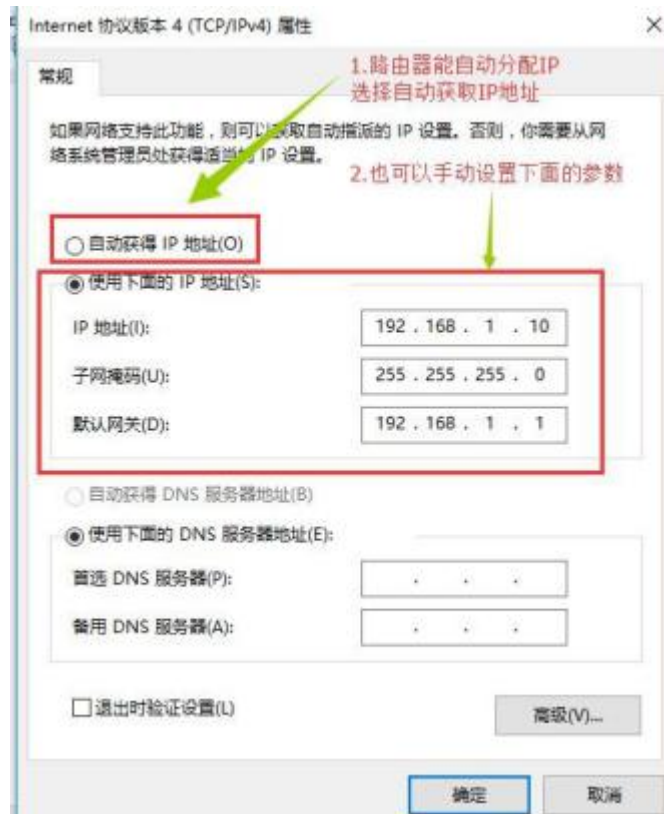 Internet 协议版本 4 (TCP/IPv4) 属性
常规
1.路由器能自动分配IP
选择自动获取IP地址
如果网络支持此功能，则可以获取自动指派的 IP 设置。否则，你需要从网
络系统管理员处获得适当的 IP 设置。
2.也可以手动设置下面的参数
自动获得 IP 地址(O)
使用下面的 IP 地址(S):
IP 地址(I):
192 . 168 . 1 . 10
子网掩码(U):
255 . 255 . 255 . 0
默认网关(D):
192 . 168 . 1 . 1
自动获得 DNS 服务器地址(B)
使用下面的 DNS 服务器地址(E):
首选 DNS 服务器(P):
. . .
备用 DNS 服务器(A):
. . .
退出时验证设置(L)
高级(V)...
确定
取消